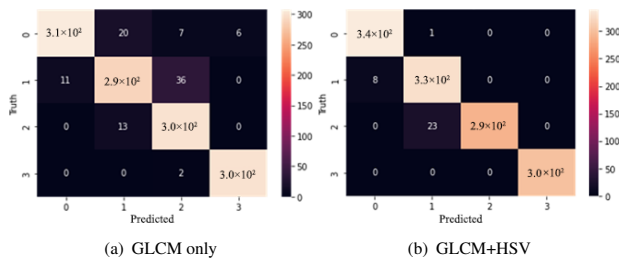 0 3.1×10² 20 7 6
1 11 2.9×10² 36 0
2 0 13 3.0×10² 0
3 0 0 2 3.0×10²
0 1 2 3
Truth
Predicted
300
250
200
150
100
50
0
(a) GLCM only
0 3.4×10² 1 0 0
1 8 3.3×10² 0 0
2 0 23 2.9×10² 0
3 0 0 0 3.0×10²
0 1 2 3
Truth
Predicted
300
250
200
150
100
50
0
(b) GLCM+HSV